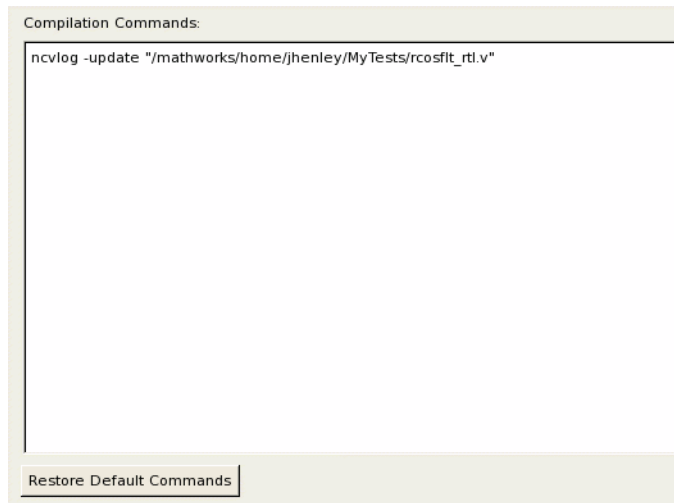 Compilation Commands:
ncvlog -update "/mathworks/home/jhenley/MyTests/rcosflt_rtl.v"
Restore Default Commands